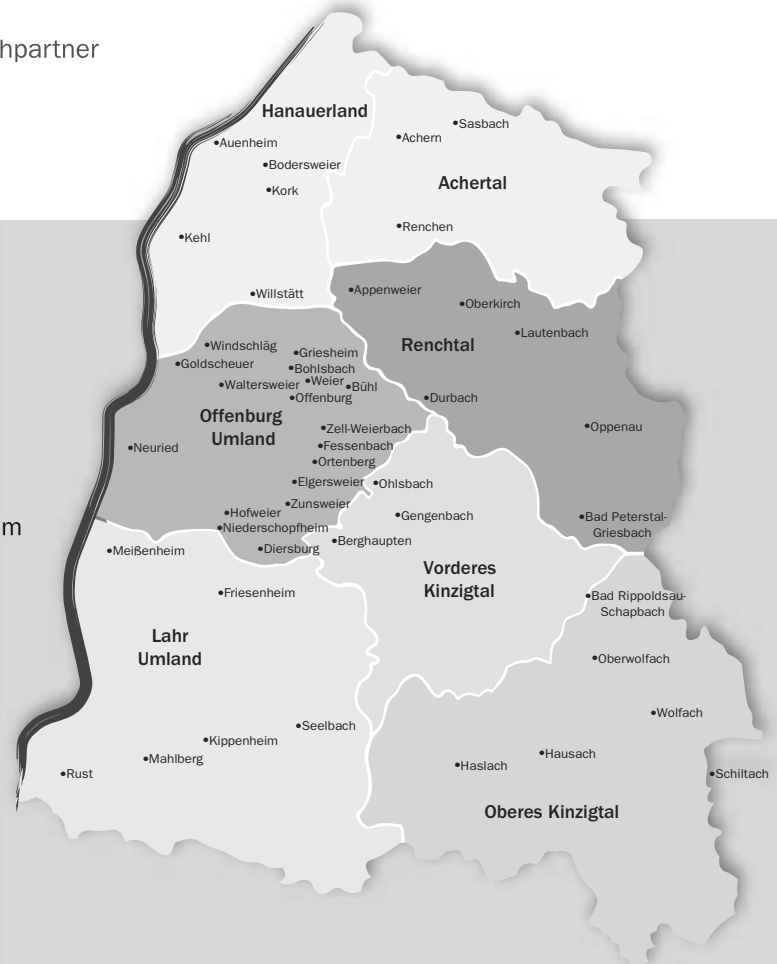 hpartner
Hanauerland
Sasbach
Achern
Auenheim
Bodersweier
Achertal
Kork
Renchen
Kehl
Appenweier
Willstätt
Oberkirch
Lautenbach
Renchtal
Windschläg
Griesheim
Goldscheuer
Bohlsbach
Weier
Waltersweier
Bühl
Offenburg
Durbach
Offenburg
Umland
Oppenau
Zell-Weierbach
Neuried
Fessenbach
Ortenberg
Elgersweier
Ohlsbach
Zunsweier
Hofweier
Gengenbach
Bad Peterstal-
Griesbach
m
Niederschopfheim
Berghaupten
Meißenheim
Diersburg
Vorderes
Kinzigtal
Friesenheim
Bad Rippoldsau-
Schapbach
Lahr
Umland
Oberwolfach
Wolfach
Seelbach
Kippenheim
Hausach
Mahlberg
Haslach
Rust
Schiltach
Oberes Kinzigtal